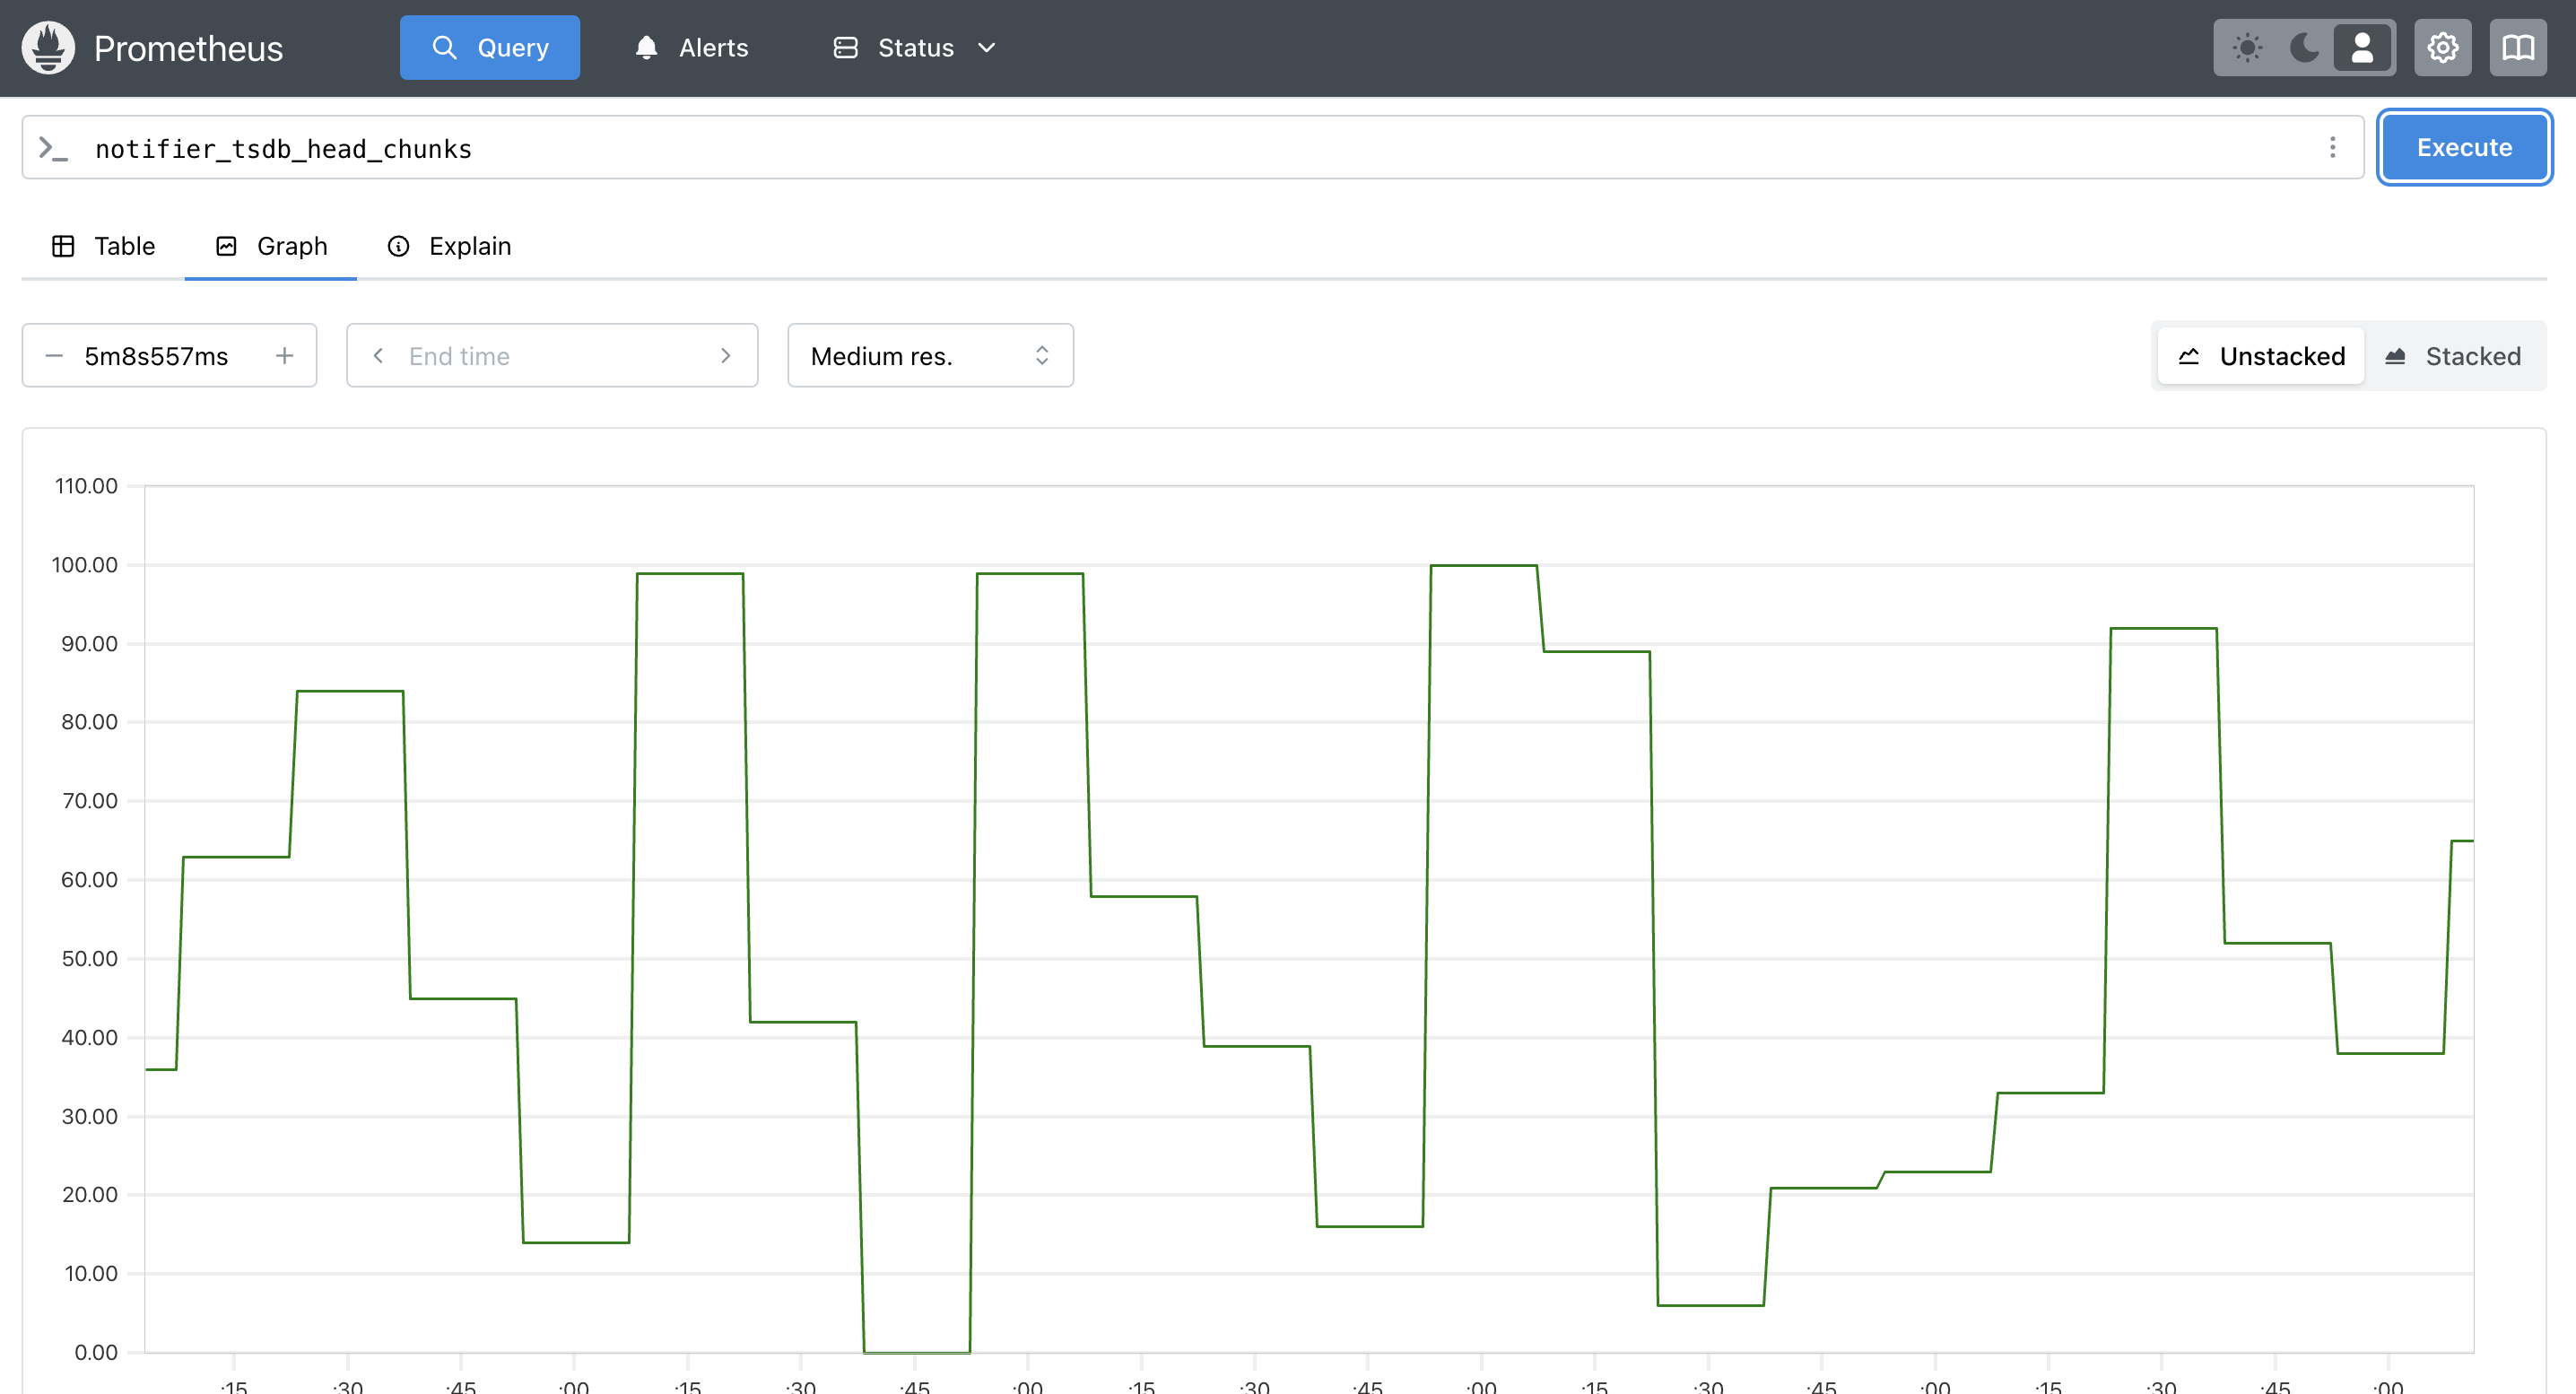 Prometheus Query Alerts Status
notifier_tsdb_head_chunks Execute
Table Graph Explain
5m8s557ms End time Medium res. Unstacked Stacked
110.00
100.00
90.00
80.00
70.00
60.00
50.00
40.00
30.00
20.00
10.00
0.00
:15 :30 :45 :00 :15 :30 :45 :00 :15 :30 :45 :00 :15 :30 :45 :00 :15 :30 :45 :00